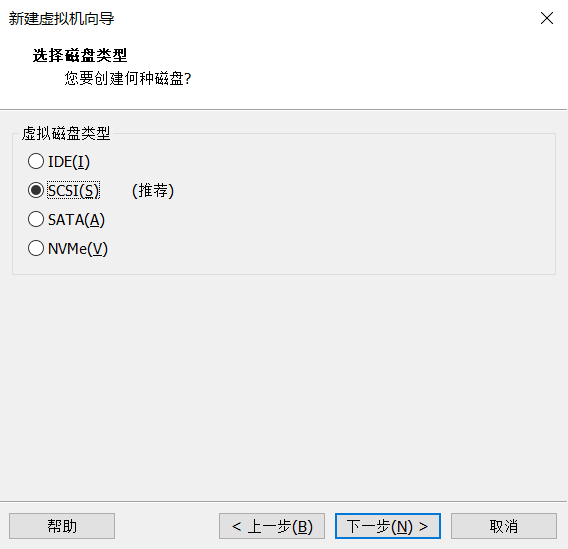 新建虚拟机向导
选择磁盘类型
您要创建何种磁盘?
虚拟磁盘类型
IDE(I)
SCSI(S) (推荐)
SATA(A)
NVMe(V)
帮助 < 上一步(B) 下一步(N) > 取消